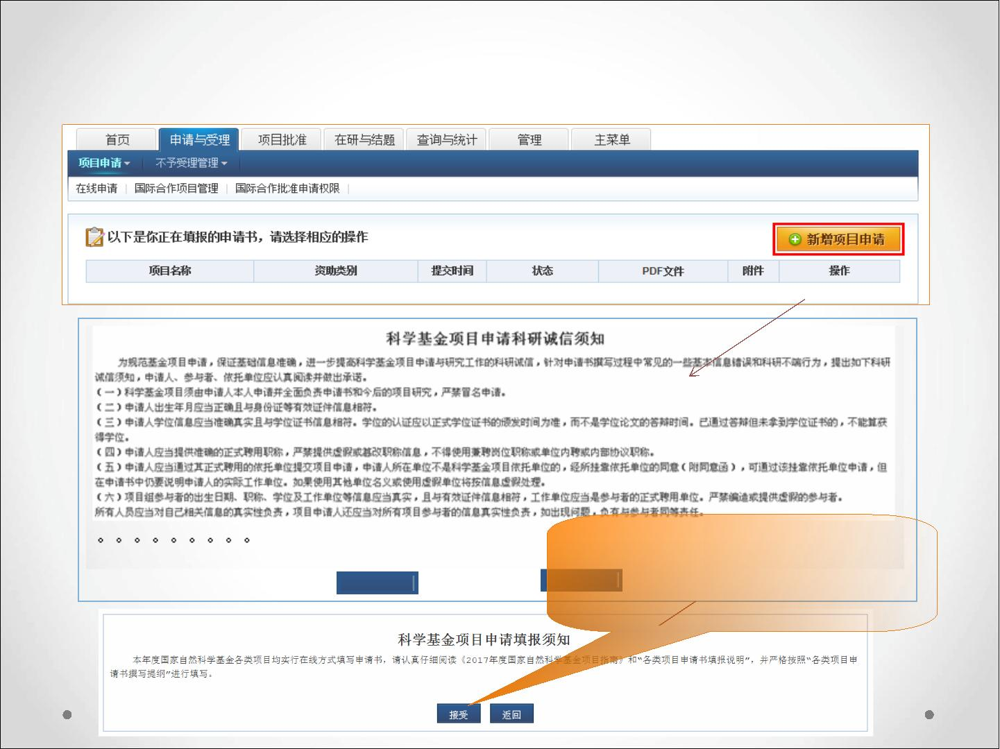 首页 申请与受理 项目批准 在研与结题 查询与统计 管理 主菜单
项目申请 不予受理管理
在线申请 国际合作项目管理 国际合作批准申请权限
以下是你正在填报的申请书，请选择相应的操作 新增项目申请
项目名称 资助类别 提交时间 状态 PDF文件 附件 操作
科学基金项目申请科研诚信须知
为规范基金项目申请，保证基础信息准确，进一步提高科学基金项目申请与研究工作的科研诚信，针对申请书撰写过程中常见的一些基本信息错误和科研不端行为，提出如下科研
诚信须知，申请人、参与者、依托单位应认真阅读并做出承诺。
（一）科学基金项目须由申请人本人申请并全面负责申请书和今后的项目研究，严禁冒名申请。
（二）申请人出生年月应当正确且与身份证等有效证件信息相符。
（三）申请人学位信息应当准确真实且与学位证书信息相符。学位的认证应以正式学位证书的颁发时间为准，而不是学位论文的答辩时间。已通过答辩但未拿到学位证书的，不能算获
得学位。
（四）申请人应当提供准确的正式聘用职称，严禁提供虚假或篡改职称信息，不得使用兼聘岗位职称或单位内聘或内部协议职称。
（五）申请人应当通过其正式聘用的依托单位提交项目申请，申请人所在单位不是科学基金项目依托单位的，经所挂靠依托单位的同意（附同意函），可通过该挂靠依托单位申请，但
在申请书中仍要说明申请人的实际工作单位。如果使用其他单位名义或使用虚假单位将按信息虚假处理。
（六）项目组参与者的出生日期、职称、学位及工作单位等信息应当真实，且与有效证件信息相符，工作单位应当是参与者的正式聘用单位。严禁编造或提供虚假的参与者。
所有人员应当对自己相关信息的真实性负责，项目申请人还应当对所有项目参与者的信息真实性负责，如出现问题，负有与参与者同等责任。
。。。。。。。。。
科学基金项目申请填报须知
本年度国家自然科学基金各类项目均实行在线方式填写申请书，请认真仔细阅读《2017年度国家自然科学基金项目指南》和“各类项目申请书填报说明”，并严格按照“各类项目申
请书撰写提纲”进行填写。
接受 返回